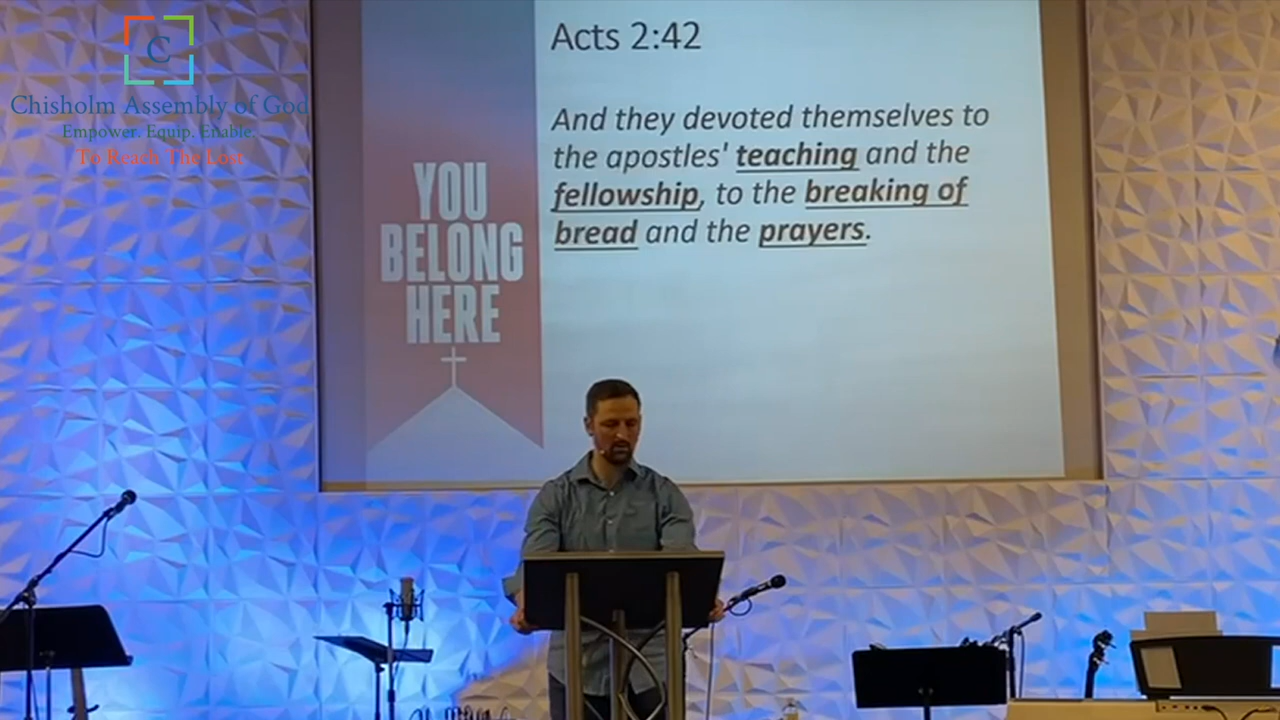 C
Chisholm Assembly of God
Empower. Equip. Enable.
To Reach The Lost
YOU
BELONG
HERE
Acts 2:42
And they devoted themselves to
the apostles' teaching and the
fellowship, to the breaking of
bread and the prayers.